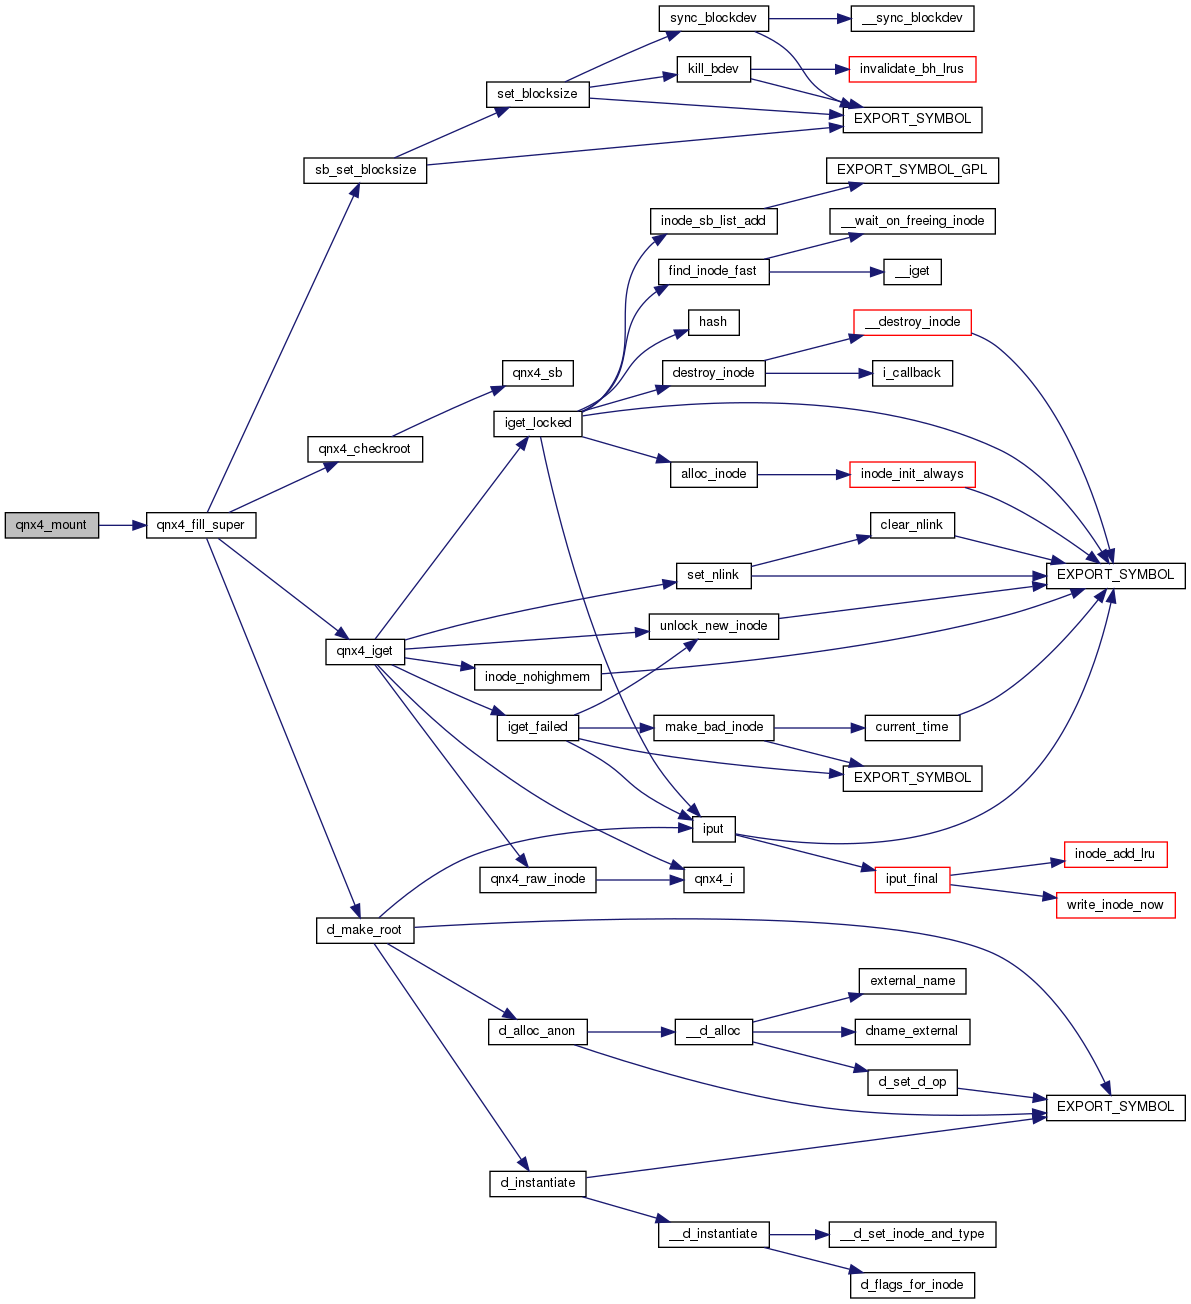 sync_blockdev
__sync_blockdev
kill_bdev
invalidate_bh_lrus
set_blocksize
EXPORT_SYMBOL
sb_set_blocksize
EXPORT_SYMBOL_GPL
inode_sb_list_add
__wait_on_freeing_inode
find_inode_fast
__iget
hash
__destroy_inode
qnx4_sb
destroy_inode
i_callback
iget_locked
qnx4_checkroot
alloc_inode
inode_init_always
qnx4_mount
qnx4_fill_super
clear_nlink
set_nlink
EXPORT_SYMBOL
unlock_new_inode
qnx4_iget
inode_nohighmem
iget_failed
make_bad_inode
current_time
EXPORT_SYMBOL
iput
inode_add_lru
qnx4_raw_inode
qnx4_i
iput_final
write_inode_now
d_make_root
external_name
d_alloc_anon
__d_alloc
dname_external
d_set_d_op
EXPORT_SYMBOL
d_instantiate
__d_instantiate
__d_set_inode_and_type
d_flags_for_inode